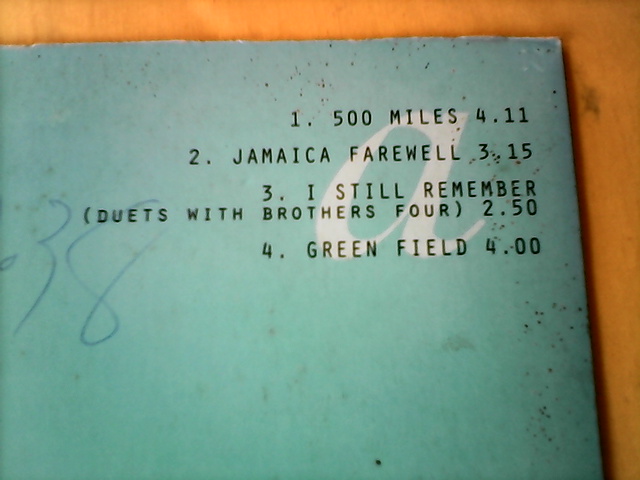 a
1. 500 MILES 4.11
2. JAMAICA FAREWELL 3.15
3. I STILL REMEMBER
(DUETS WITH BROTHERS FOUR) 2.50
4. GREEN FIELD 4.00
38